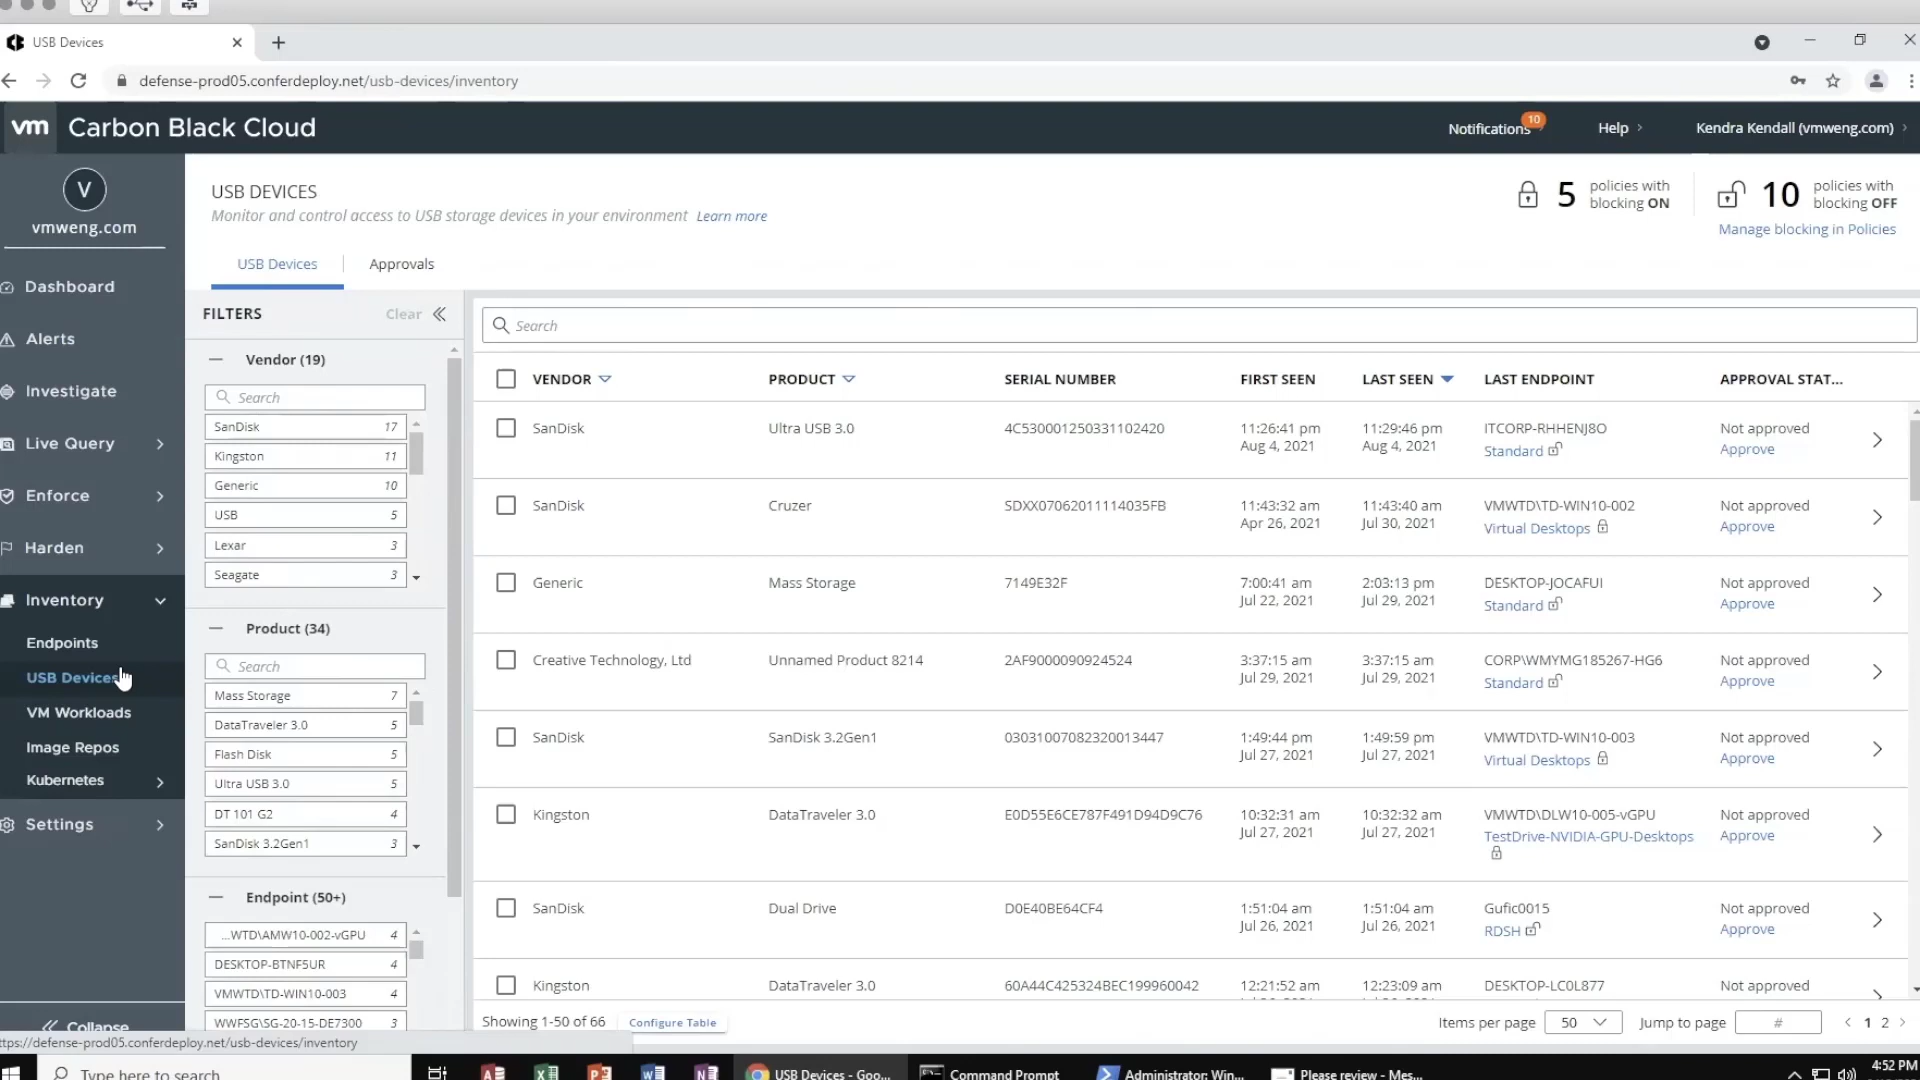 USB Devices
defense-prod05.conferdeploy.net/usb-devices/inventory
vm Carbon Black Cloud
Notifications 10
Help
Kendra Kendall (vmweng.com)
V
vmweng.com
Dashboard
Alerts
Investigate
Live Query
Enforce
Harden
Inventory
Endpoints
USB Devices
VM Workloads
Image Repos
Kubernetes
Settings
Collapse
USB DEVICES
Monitor and control access to USB storage devices in your environment Learn more
5 policies with blocking ON
10 policies with blocking OFF
Manage blocking in Policies
USB Devices
Approvals
FILTERS
Clear
Vendor (19)
Search
SanDisk 17
Kingston 11
Generic 10
USB 5
Lexar 3
Seagate 3
Product (34)
Search
Mass Storage 7
DataTraveler 3.0 5
Flash Disk 5
Ultra USB 3.0 5
DT 101 G2 4
SanDisk 3.2Gen1 3
Endpoint (50+)
...WTD\AMW10-002-vGPU 4
DESKTOP-BTNF5UR 4
VMWTD\TD-WIN10-003 4
WWFSG\SG-20-15-DE7300 3
Search
VENDOR PRODUCT SERIAL NUMBER FIRST SEEN LAST SEEN LAST ENDPOINT APPROVAL STAT...
SanDisk Ultra USB 3.0 4C530001250331102420 11:26:41 pm 11:29:46 pm ITCORP-RHHENJ8O Not approved
Aug 4, 2021 Aug 4, 2021 Standard Approve
SanDisk Cruzer SDXX07062011114035FB 11:43:32 am 11:43:40 am VMWTD\TD-WIN10-002 Not approved
Apr 26, 2021 Jul 30, 2021 Virtual Desktops Approve
Generic Mass Storage 7149E32F 7:00:41 am 2:03:13 pm DESKTOP-JOCAFUI Not approved
Jul 22, 2021 Jul 29, 2021 Standard Approve
Creative Technology, Ltd Unnamed Product 8214 2AF9000090924524 3:37:15 am 3:37:15 am CORP\WMYMG185267-HG6 Not approved
Jul 29, 2021 Jul 29, 2021 Standard Approve
SanDisk SanDisk 3.2Gen1 03031007082320013447 1:49:44 pm 1:49:59 pm VMWTD\TD-WIN10-003 Not approved
Jul 27, 2021 Jul 27, 2021 Virtual Desktops Approve
Kingston DataTraveler 3.0 E0D55E6CE787F491D94D9C76 10:32:31 am 10:32:32 am VMWTD\DLW10-005-vGPU Not approved
Jul 27, 2021 Jul 27, 2021 TestDrive-NVIDIA-GPU-Desktops Approve
SanDisk Dual Drive D0E40BE64CF4 1:51:04 am 1:51:04 am Gufic0015 Not approved
Jul 26, 2021 Jul 26, 2021 RDSH Approve
Kingston DataTraveler 3.0 60A44C425324BEC199960042 12:21:52 am 12:23:09 am DESKTOP-LC0L877 Not approved
Showing 1-50 of 66 Configure Table
Items per page 50 Jump to page # 1 2
ttps://defense-prod05.conferdeploy.net/usb-devices/inventory
Type here to search
USB Devices - Goo...
Command Prompt
Administrator: Win...
Please review - Mes...
4:52 PM